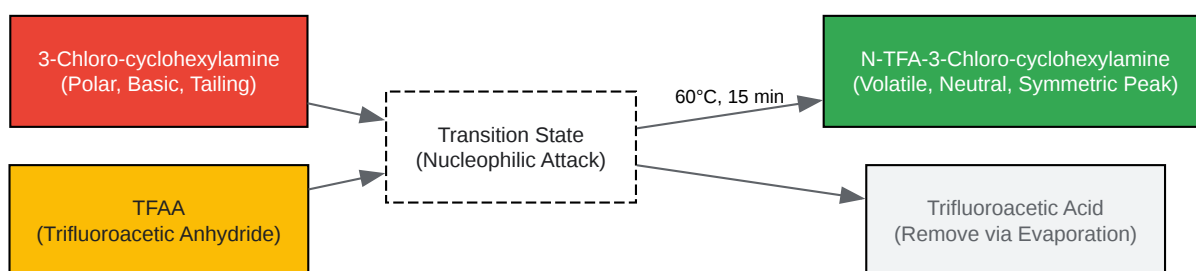 3-Chloro-cyclohexylamine
(Polar, Basic, Tailing)
TFAA
(Trifluoroacetic Anhydride)
Transition State
(Nucleophilic Attack)
60°C, 15 min
N-TFA-3-Chloro-cyclohexylamine
(Volatile, Neutral, Symmetric Peak)
Trifluoroacetic Acid
(Remove via Evaporation)